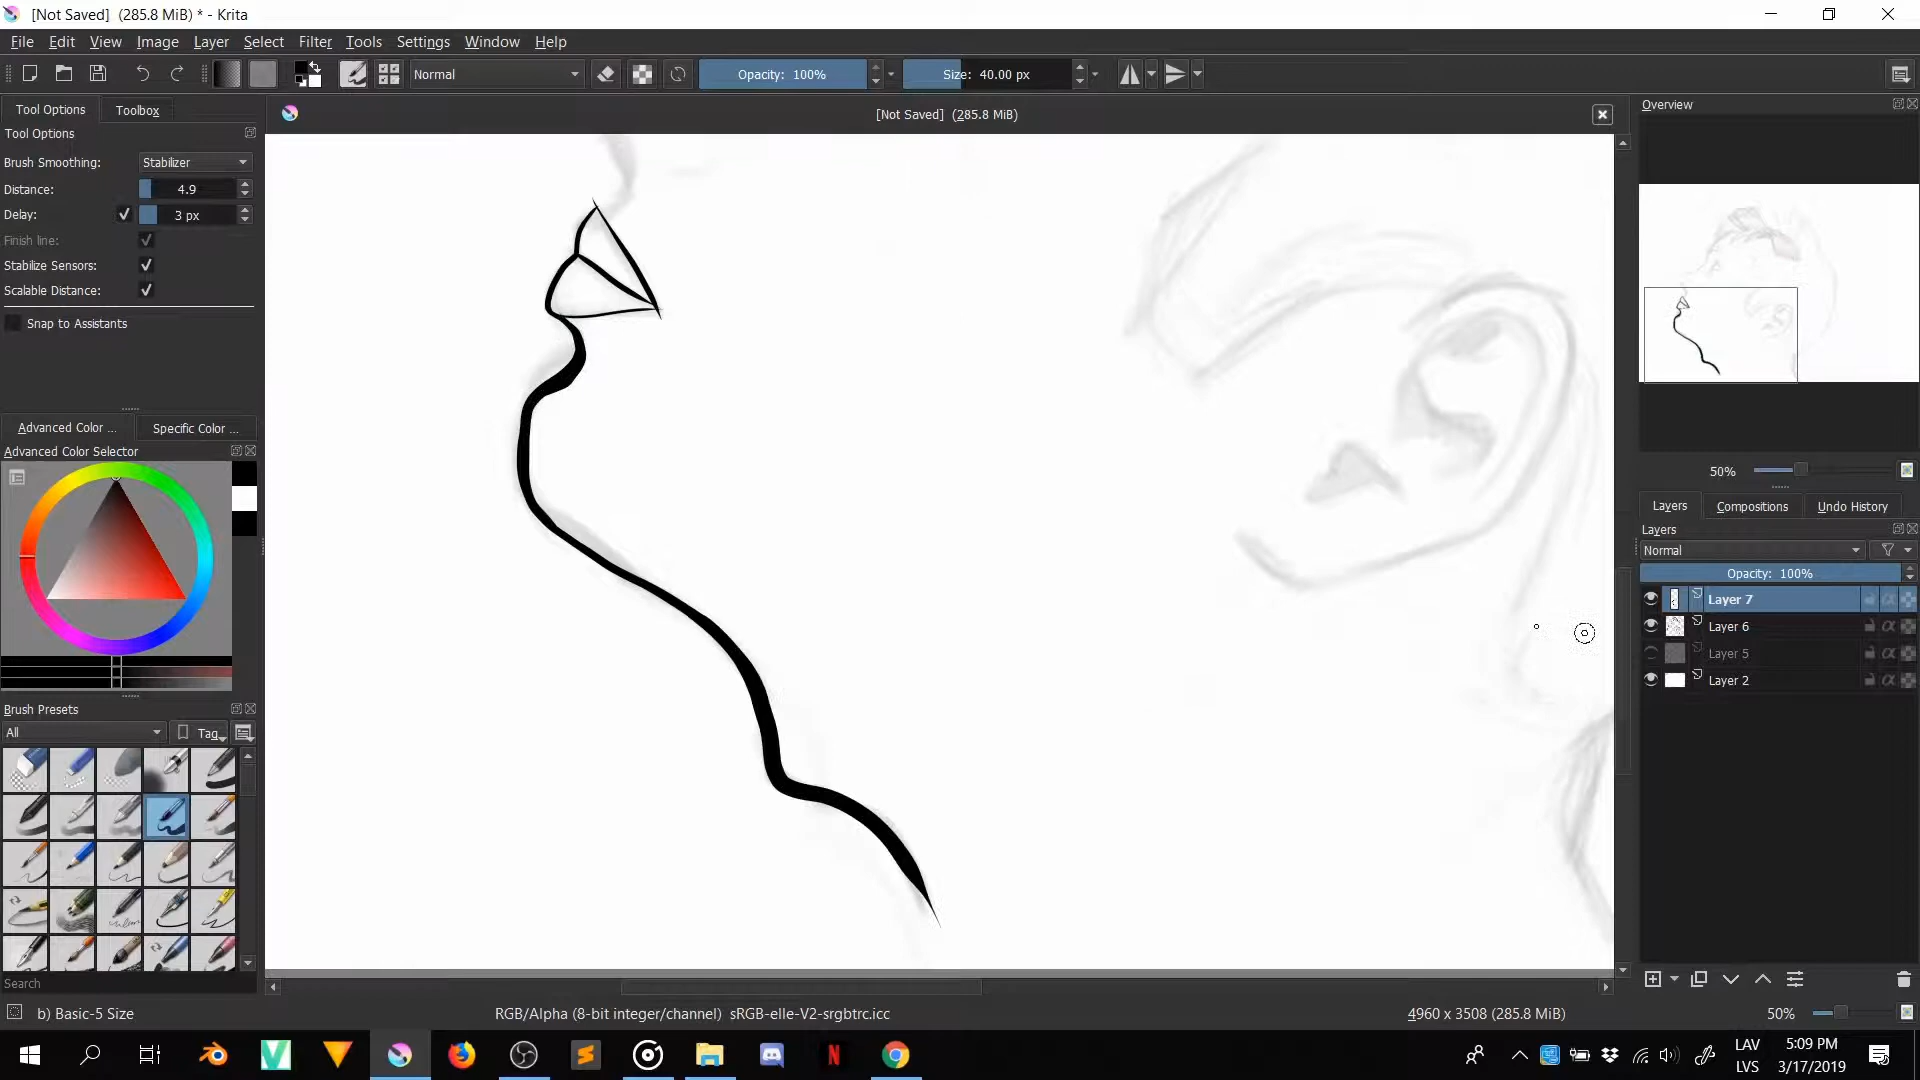 [Not Saved]  (285.8 MiB) * - Krita
File Edit View Image Layer Select Filter Tools Settings Window Help
Normal Opacity: 100% Size: 40.00 px
Tool Options Toolbox
[Not Saved]  (285.8 MiB)
Overview
Tool Options
Brush Smoothing: Stabilizer
Distance: 4.9
Delay: 3 px
Finish line:
Stabilize Sensors:
Scalable Distance:
Snap to Assistants
Advanced Color ... Specific Color ...
Advanced Color Selector
50%
Layers Compositions Undo History
Layers
Normal
Opacity: 100%
Layer 7
Layer 6
Layer 5
Layer 2
Brush Presets
All Tag
Search
b) Basic-5 Size
RGB/Alpha (8-bit integer/channel)  sRGB-elle-V2-srgbtrc.icc
4960 x 3508 (285.8 MiB)
50%
LAV
LVS
5:09 PM
3/17/2019